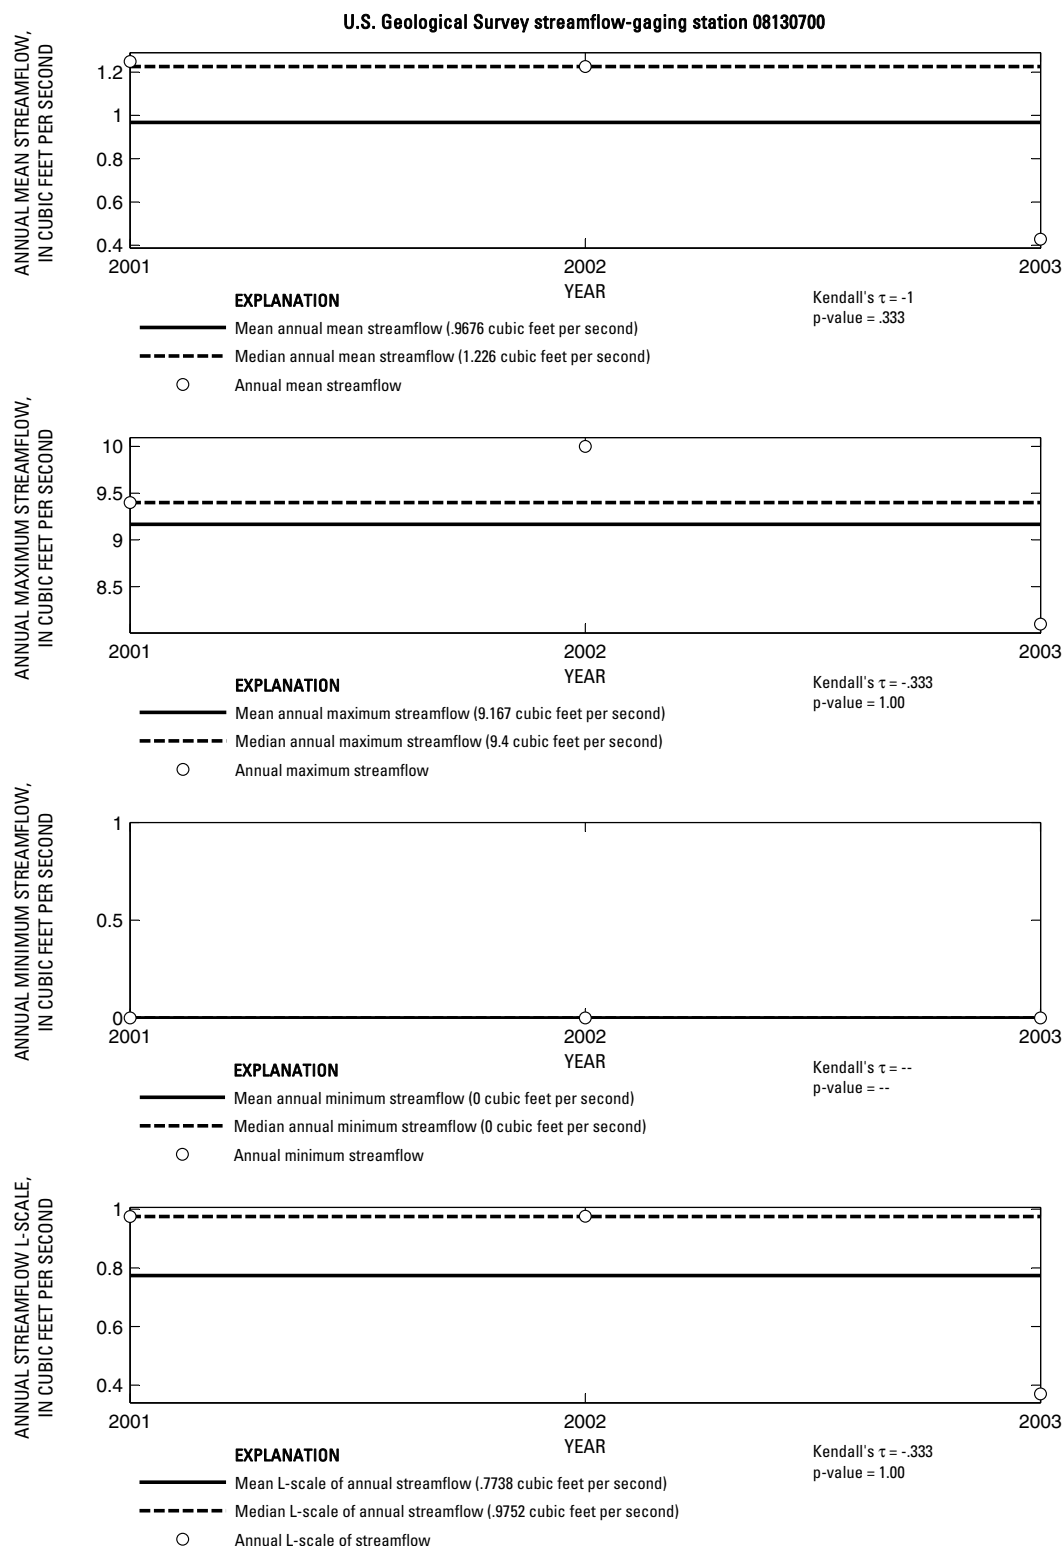 U.S. Geological Survey streamflow-gaging station 08130700
ANNUAL MEAN STREAMFLOW,
IN CUBIC FEET PER SECOND
1.2
1
0.8
0.6
0.4
2001
2002
2003
YEAR
EXPLANATION
Mean annual mean streamflow (.9676 cubic feet per second)
Median annual mean streamflow (1.226 cubic feet per second)
Annual mean streamflow
Kendall's τ = -1
p-value = .333
ANNUAL MAXIMUM STREAMFLOW,
IN CUBIC FEET PER SECOND
10
9.5
9
8.5
2001
2002
2003
YEAR
EXPLANATION
Mean annual maximum streamflow (9.167 cubic feet per second)
Median annual maximum streamflow (9.4 cubic feet per second)
Annual maximum streamflow
Kendall's τ = -.333
p-value = 1.00
ANNUAL MINIMUM STREAMFLOW,
IN CUBIC FEET PER SECOND
1
0.5
0
2001
2002
2003
YEAR
EXPLANATION
Mean annual minimum streamflow (0 cubic feet per second)
Median annual minimum streamflow (0 cubic feet per second)
Annual minimum streamflow
Kendall's τ = --
p-value = --
ANNUAL STREAMFLOW L-SCALE,
IN CUBIC FEET PER SECOND
1
0.8
0.6
0.4
2001
2002
2003
YEAR
EXPLANATION
Mean L-scale of annual streamflow (.7738 cubic feet per second)
Median L-scale of annual streamflow (.9752 cubic feet per second)
Annual L-scale of streamflow
Kendall's τ = -.333
p-value = 1.00